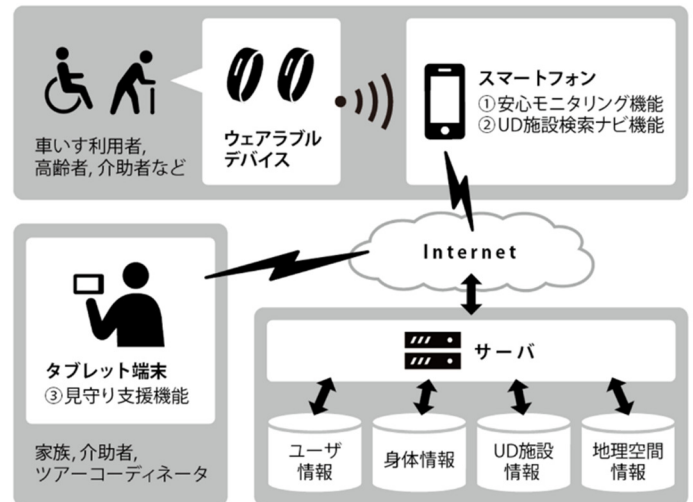 車いす利用者,
高齢者, 介助者など
ウェアラブル
デバイス
スマートフォン
①安心モニタリング機能
②UD施設検索ナビ機能
Internet
タブレット端末
③見守り支援機能
家族, 介助者,
ツアーコーディネータ
サーバ
ユーザ
情報
身体情報
UD施設
情報
地理空間
情報